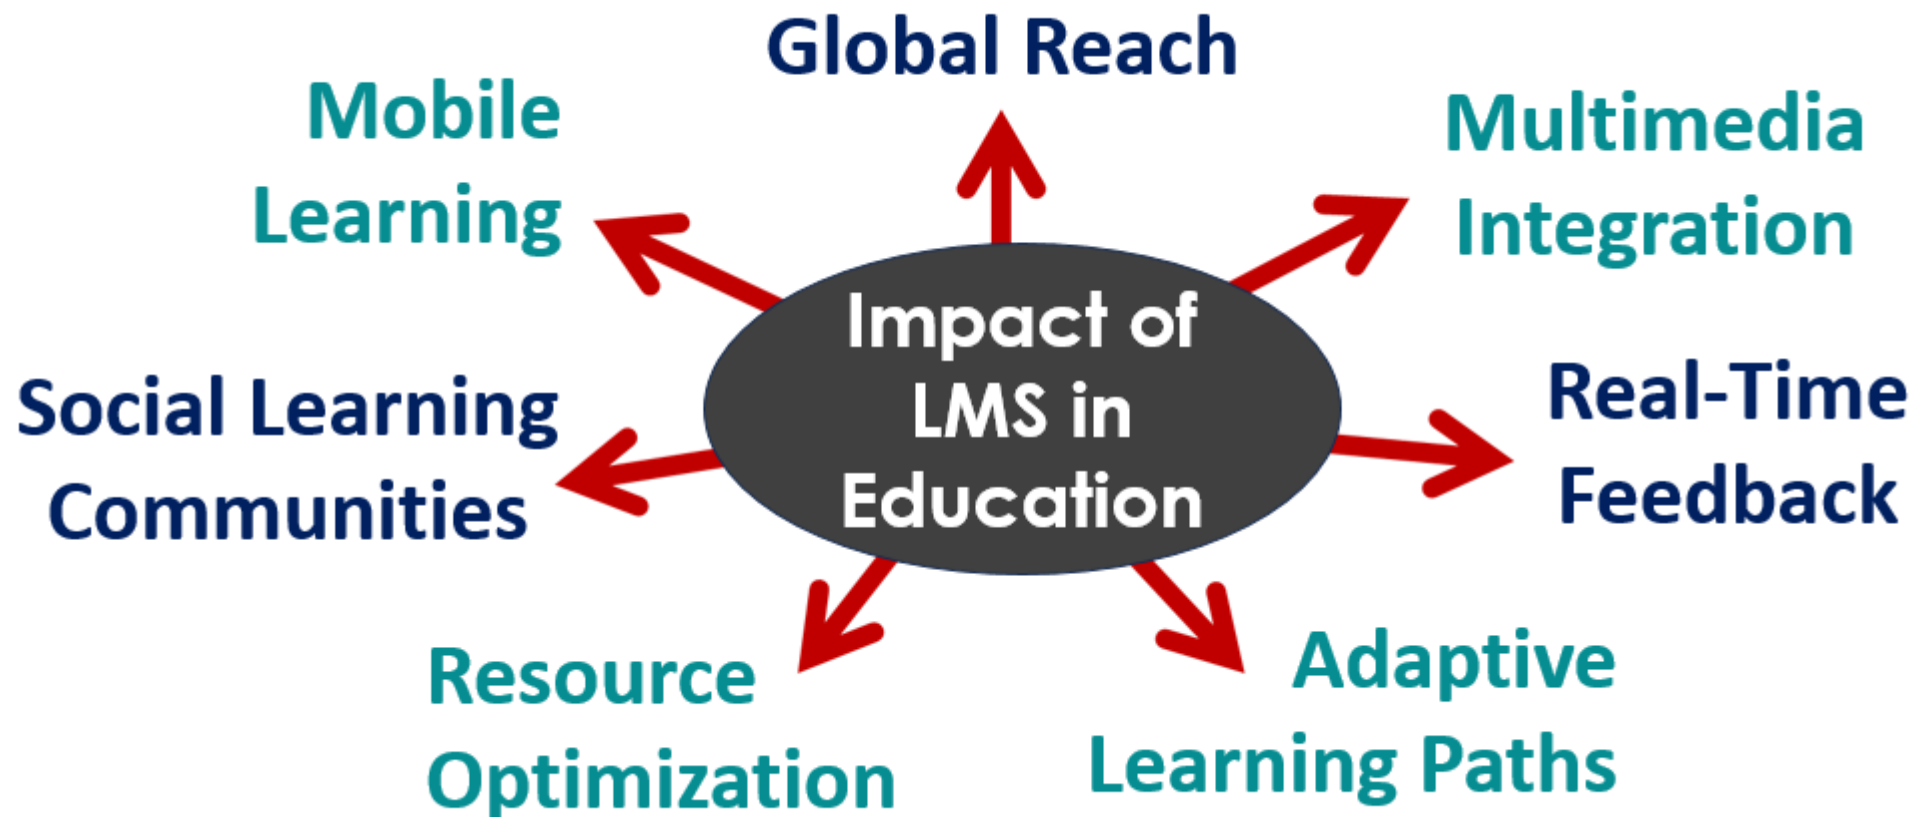 Global Reach
Mobile
Learning
Multimedia
Integration
Impact of
LMS in
Education
Social Learning
Communities
Real-Time
Feedback
Resource
Optimization
Adaptive
Learning Paths